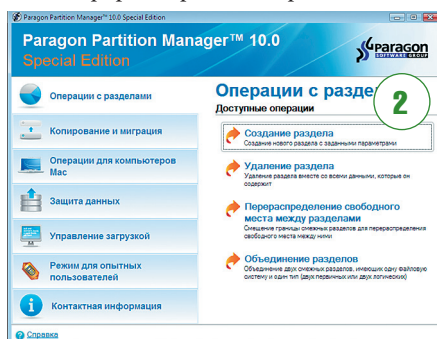 Paragon Partition Manager™ 10.0 Special Edition
Paragon Partition Manager™ 10.0
Special Edition
Paragon
SOFTWARE GROUP
Операции с разделами
Копирование и миграция
Операции для компьютеров
Mac
Защита данных
Управление загрузкой
Режим для опытных
пользователей
Контактная информация
Справка
Операции с разде
2
Доступные операции
Создание раздела
Создание нового раздела с заданными параметрами
Удаление раздела
Удаление раздела вместе со всеми данными, которые он
содержит
Перераспределение свободного
места между разделами
Смещение границы смежных разделов для перераспределения
свободного места между ними
Объединение разделов
Объединение двух смежных разделов, имеющих одну файловую
систему и один тип (двух первичных или двух логических)